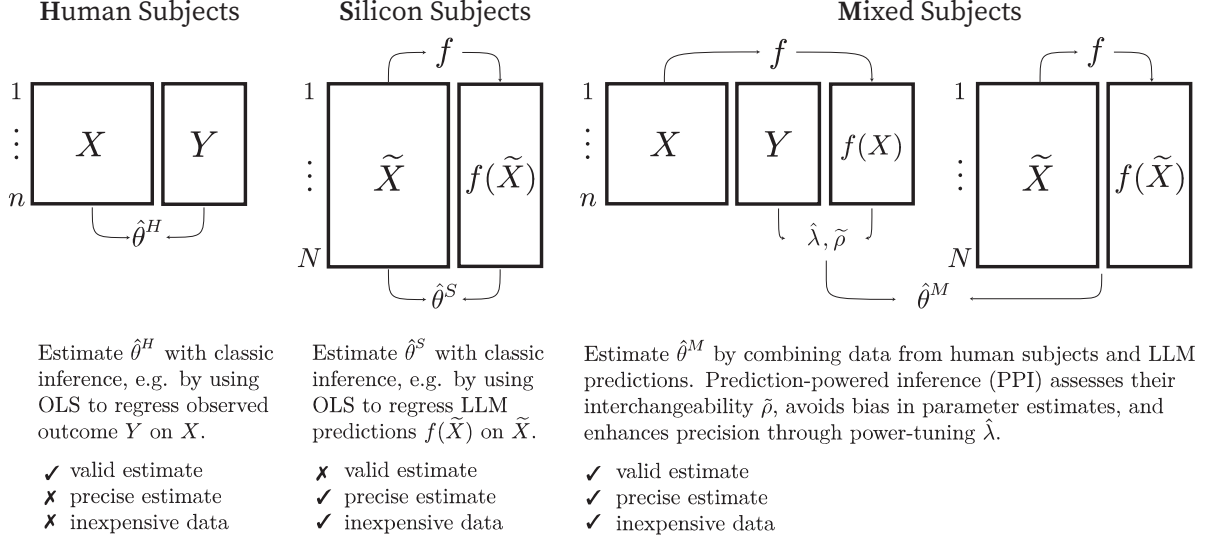 Human Subjects
1
⋮
n
X
Y
θ̂^H
Estimate θ̂^H with classic
inference, e.g. by using
OLS to regress observed
outcome Y on X.
✓ valid estimate
✗ precise estimate
✗ inexpensive data
Silicon Subjects
f
1
⋮
N
X̃
f(X̃)
θ̂^S
Estimate θ̂^S with classic
inference, e.g. by using
OLS to regress LLM
predictions f(X̃) on X̃.
✗ valid estimate
✓ precise estimate
✓ inexpensive data
Mixed Subjects
f
1
⋮
n
X
Y
f(X)
λ̂, ρ̃
f
1
⋮
N
X̃
f(X̃)
θ̂^M
Estimate θ̂^M by combining data from human subjects and LLM
predictions. Prediction-powered inference (PPI) assesses their
interchangeability ρ̃, avoids bias in parameter estimates, and
enhances precision through power-tuning λ̂.
✓ valid estimate
✓ precise estimate
✓ inexpensive data